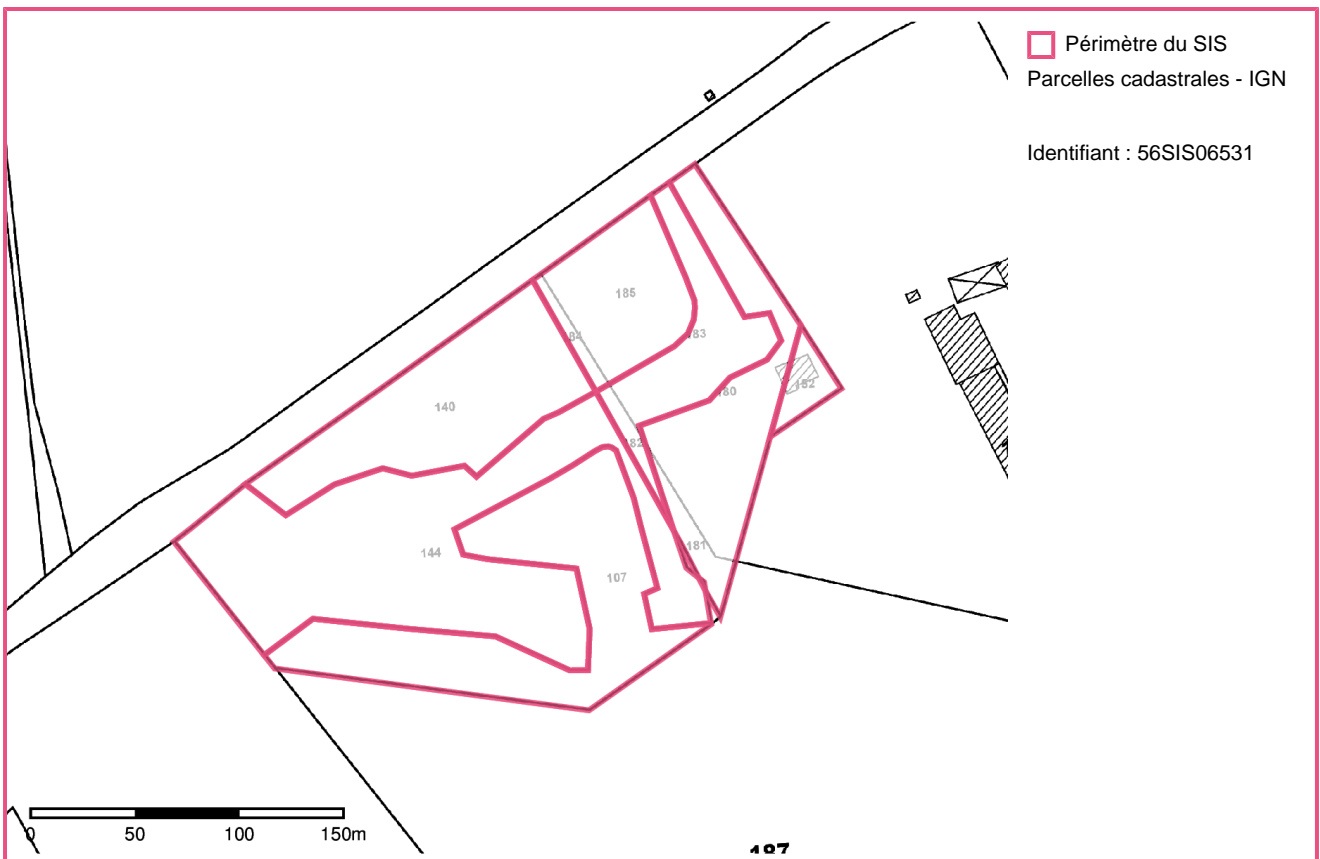 Périmètre du SIS
Parcelles cadastrales - IGN
Identifiant : 56SIS06531
185
183
140
180
182
181
144
107
187
0 50 100 150m